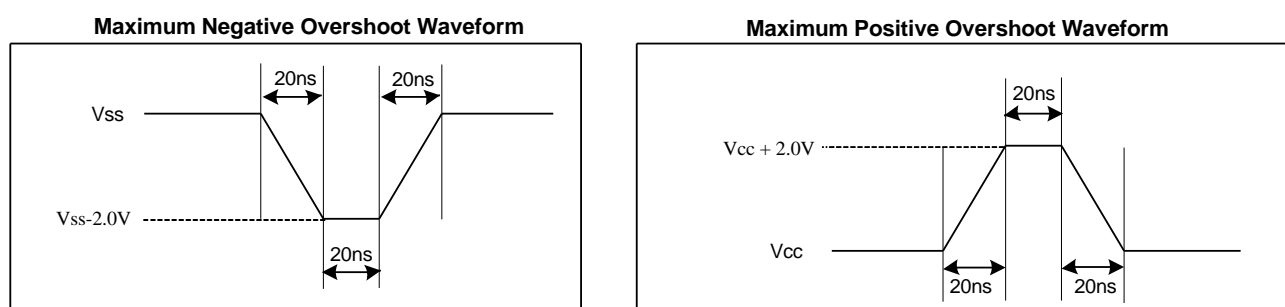 Maximum Negative Overshoot Waveform
20ns
20ns
Vss
Vss-2.0V
20ns
Maximum Positive Overshoot Waveform
20ns
Vcc + 2.0V
Vcc
20ns
20ns